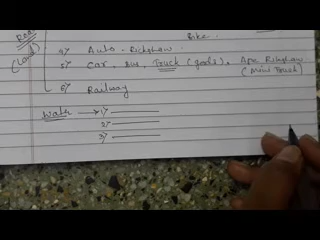 Bike.
Road
(Land)
4) Auto-Rickshaw.
5) Car, Bus, Truck (goods), Ape Rickshaw
(Mini Truck)
6) Railway
Water → 1)
2)
3)